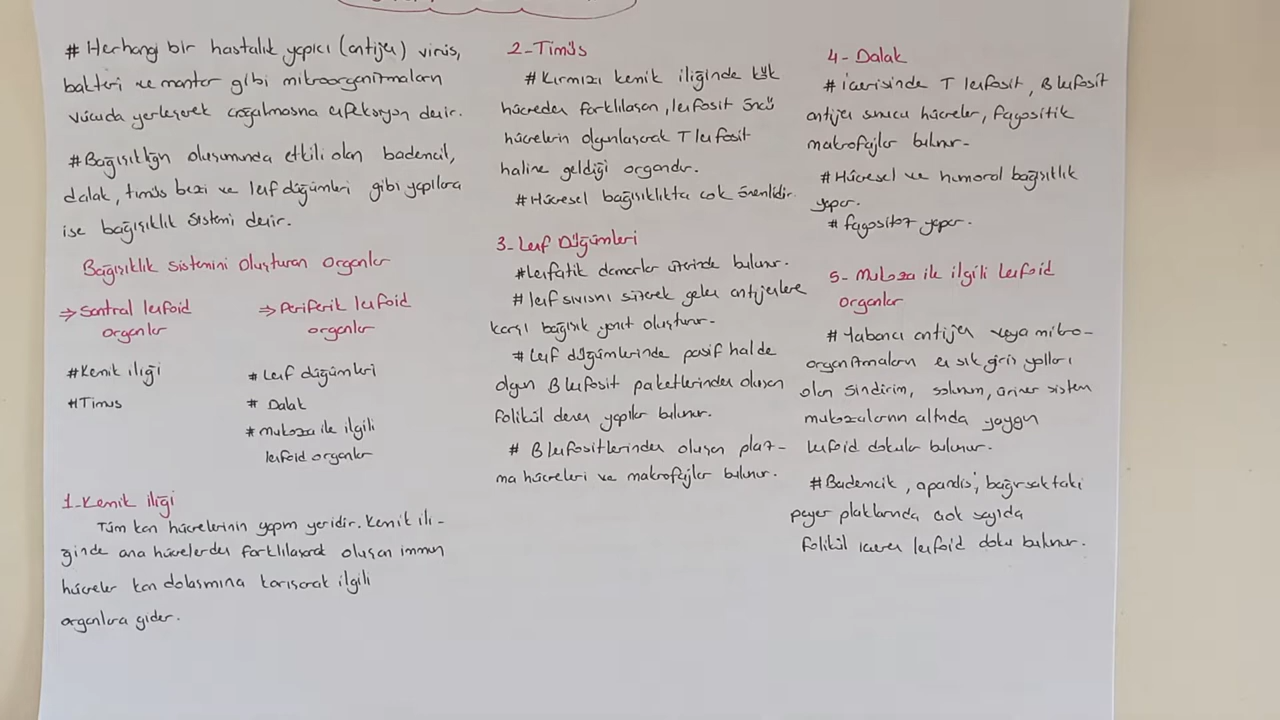 # Herhangi bir hastalık yapıcı (antijen) virüs,
bakteri ve mantar gibi mikroorganizmaların
vücuda yerleşerek çoğalmasına enfeksiyon denir.
# Bağışıklığın oluşumunda etkili olan bademcil,
dalak, timüs bezi ve lenf düğümleri gibi yapılara
ise bağışıklık sistemi denir.
Bağışıklık sistemini oluşturan organlar
⇒ Santral lenfoid
organlar
# Kemik iliği
# Timus
⇒ Periferik lenfoid
organlar
# Lenf düğümleri
# Dalak
# mukoza ile ilgili
lenfoid organlar
1-Kemik iliği
Tüm kan hücrelerinin yapım yeridir. Kemik ili-
ğinde ana hücrelerden farklılaşarak oluşan immün
hücreler kan dolaşımına karışarak ilgili
organlara gider.
2-Timüs
# Kırmızı kemik iliğinde kök
hücreden farklılaşan, lenfosit öncü
hücrelerin olgunlaşarak T lenfosit
haline geldiği organdır.
# Hücresel bağışıklıkta çok önemlidir.
3-Lenf Düğümleri
# Lenfatik damarlar üzerinde bulunur.
# lenf sıvısını süzerek gelen antijenlere
karşı bağışık yanıt oluşturur.
# Lenf düğümlerinde pasif halde
olgun B lenfosit paketlerinden oluşan
folikül denen yapılar bulunur.
# B lenfositlerinden oluşan plaz-
ma hücreleri ve makrofajlar bulunur.
4-Dalak
# içerisinde T lenfosit, B lenfosit
antijen sunucu hücreler, fagositik
makrofajlar bulunur.
# Hücresel ve humoral bağışıklık
yapar.
# fagositoz yapar.
5- Mukoza ile ilgili lenfoid
organlar
# Yabancı antijen veya mikro-
organizmaların en sık giriş yolları
olan sindirim, solunum, üriner sistem
mukozalarının altında yaygın
lenfoid dokular bulunur.
# Bademcik, apandis, bağırsaktaki
peyer plaklarında çok sayıda
folikül içeren lenfoid doku bulunur.